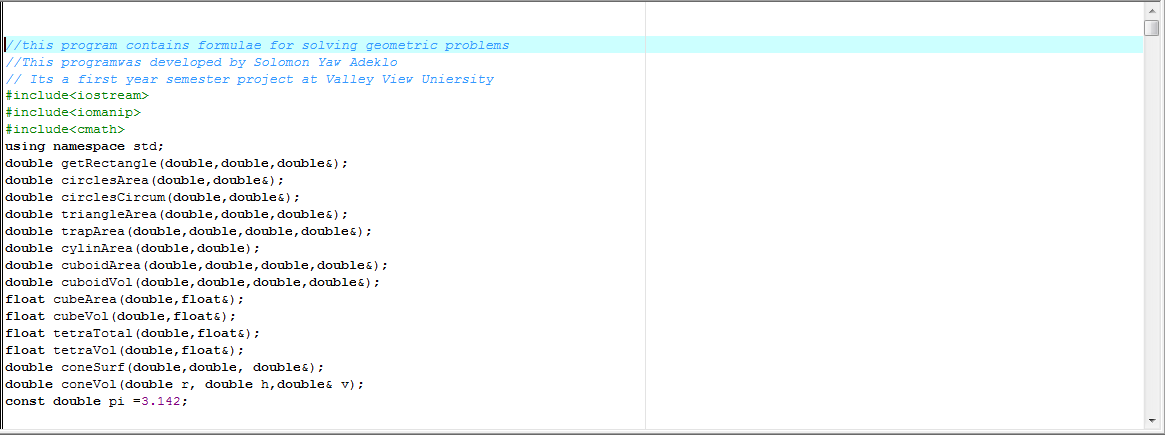 //this program contains formulae for solving geometric problems
//This programwas developed by Solomon Yaw Adeklo
// Its a first year semester project at Valley View Uniersity
#include<iostream>
#include<iomanip>
#include<cmath>
using namespace std;
double getRectangle(double,double,double&);
double circlesArea(double,double&);
double circlesCircum(double,double&);
double triangleArea(double,double,double&);
double trapArea(double,double,double,double&);
double cylinArea(double,double);
double cuboidArea(double,double,double,double&);
double cuboidVol(double,double,double,double&);
float cubeArea(double,float&);
float cubeVol(double,float&);
float tetraTotal(double,float&);
float tetraVol(double,float&);
double coneSurf(double,double, double&);
double coneVol(double r, double h,double& v);
const double pi =3.142;